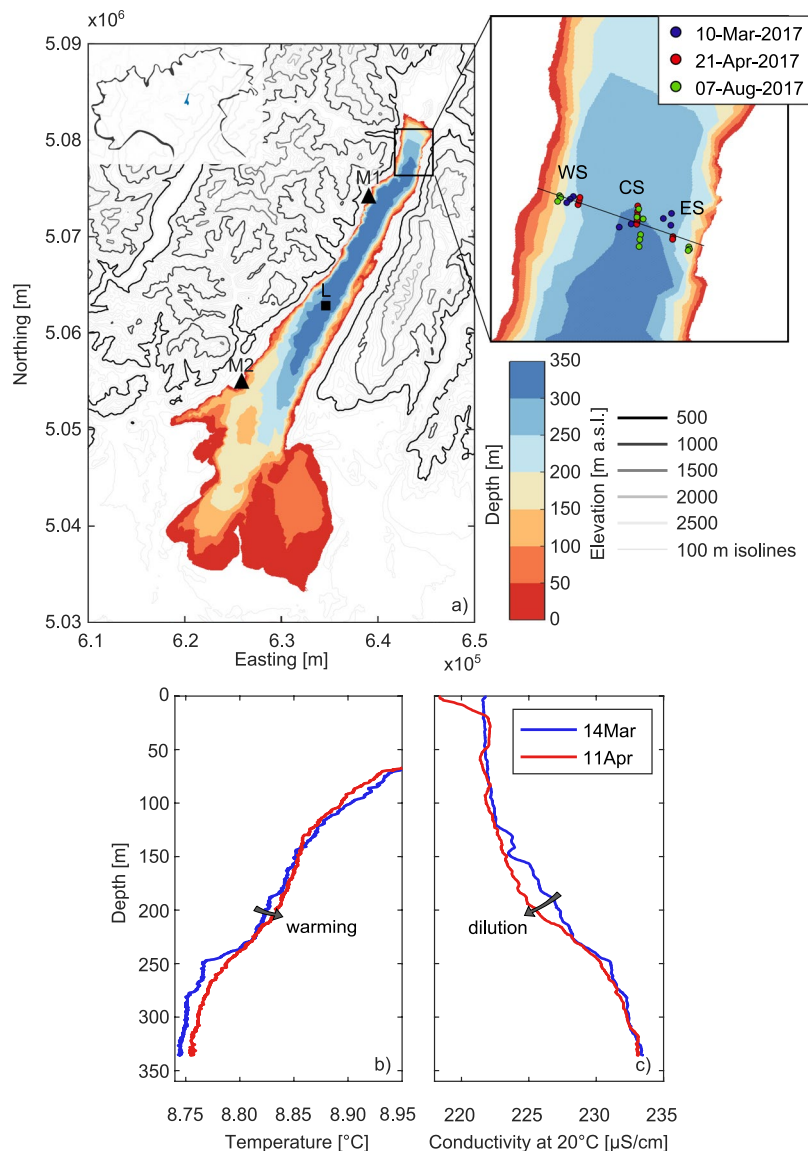 x10⁶
5.09
5.08
5.07
5.06
5.05
5.04
5.03
Northing [m]
6.1
6.2
6.3
6.4
6.5
Easting [m]
x10⁵
M1
L
M2
a)
10-Mar-2017
21-Apr-2017
07-Aug-2017
WS
CS
ES
Depth [m]
350
300
250
200
150
100
50
0
Elevation [m a.s.l.]
500
1000
1500
2000
2500
100 m isolines
0
50
100
150
200
250
300
350
Depth [m]
warming
b)
8.75
8.80
8.85
8.90
8.95
Temperature [°C]
14Mar
11Apr
dilution
c)
220
225
230
235
Conductivity at 20°C [µS/cm]